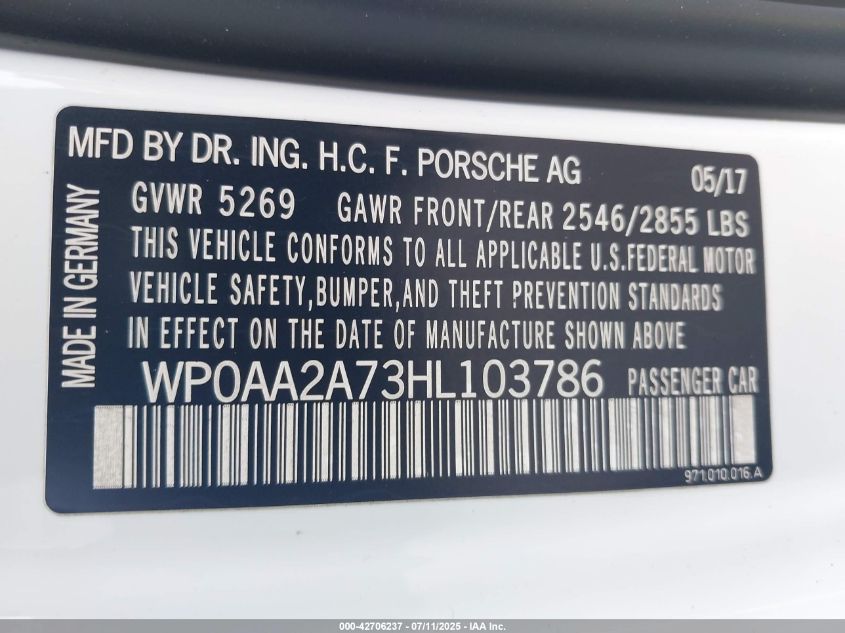 MFD BY DR. ING. H.C. F. PORSCHE AG 05/17
GVWR 5269 GAWR FRONT/REAR 2546/2855 LBS
THIS VEHICLE CONFORMS TO ALL APPLICABLE U.S.FEDERAL MOTOR
VEHICLE SAFETY,BUMPER,AND THEFT PREVENTION STANDARDS
IN EFFECT ON THE DATE OF MANUFACTURE SHOWN ABOVE
WP0AA2A73HL103786 PASSENGER CAR
971.010.016.A
MADE IN GERMANY
000-42706237 - 07/11/2025 - IAA Inc.